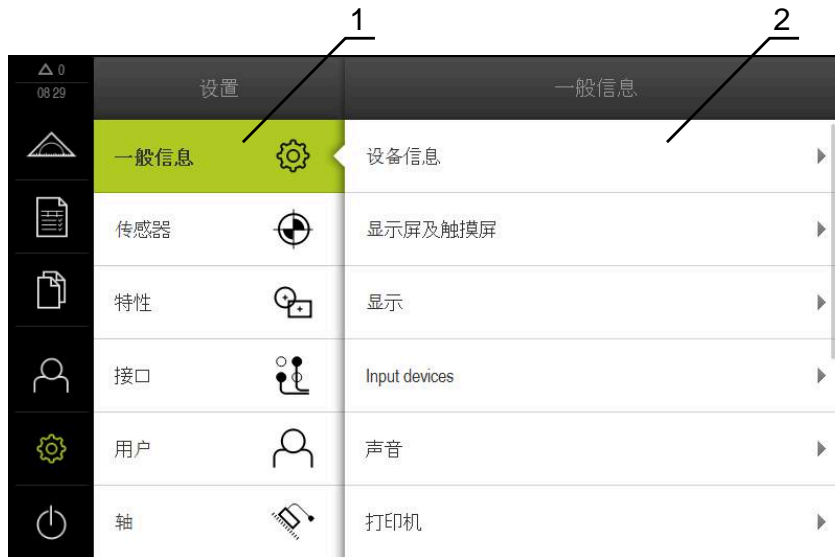 1
2
0
08 29
设置
一般信息
一般信息
传感器
特性
接口
用户
轴
设备信息
显示屏及触摸屏
显示
Input devices
声音
打印机